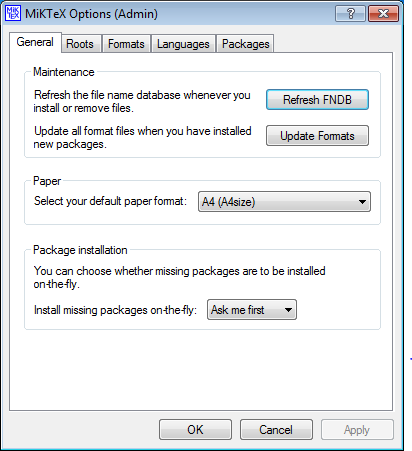 MiKTeX Options (Admin)
General Roots Formats Languages Packages
Maintenance
Refresh the file name database whenever you
install or remove files.
Refresh FNDB
Update all format files when you have installed
new packages.
Update Formats
Paper
Select your default paper format: A4 (A4size)
Package installation
You can choose whether missing packages are to be installed
on-the-fly.
Install missing packages on-the-fly: Ask me first
OK Cancel Apply